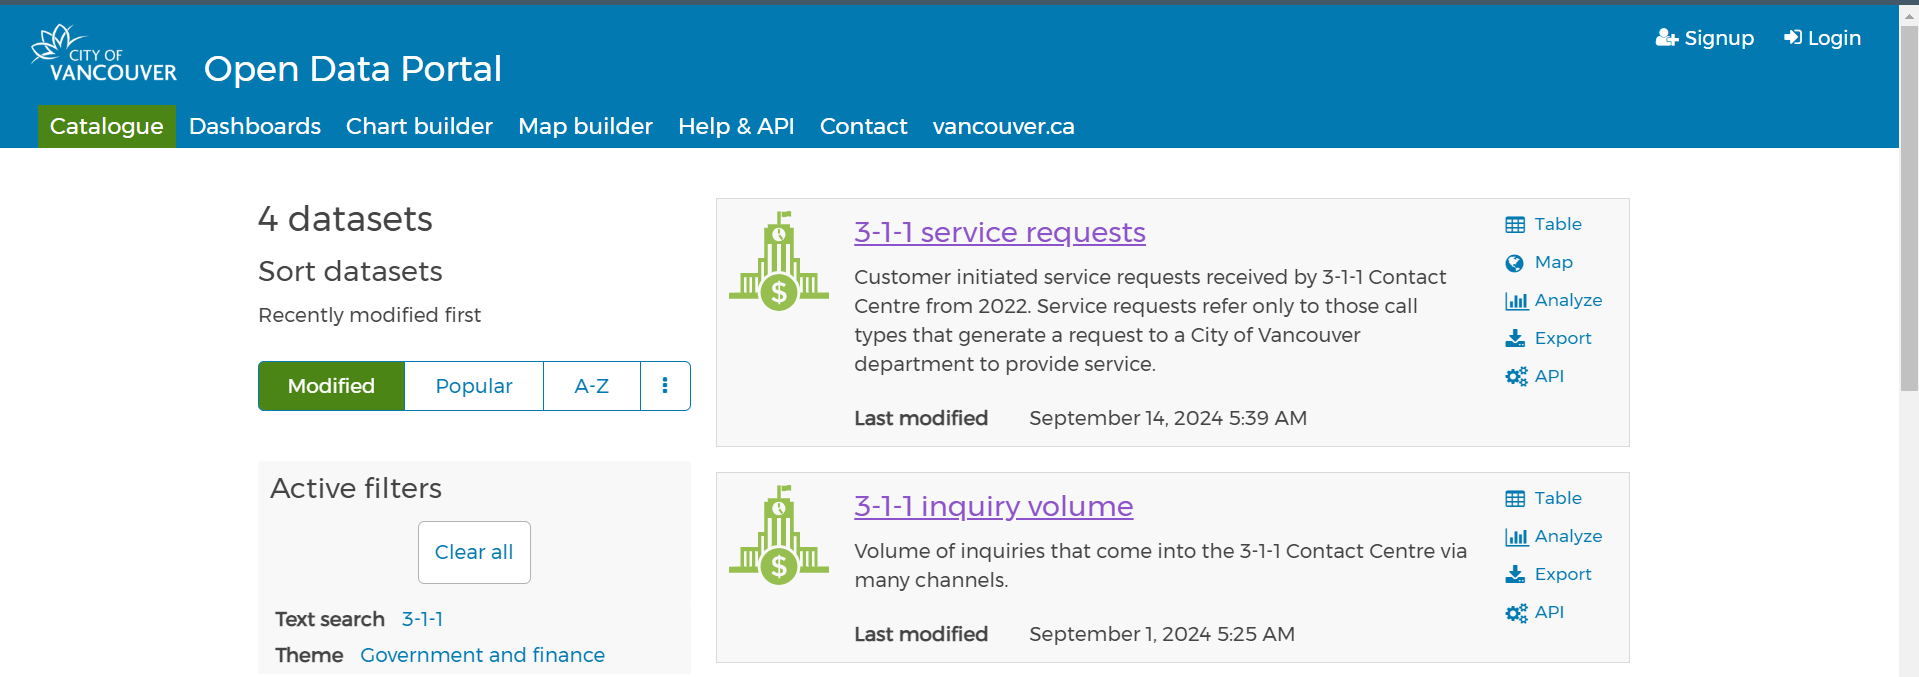 CITY OF
VANCOUVER
Open Data Portal
Signup
Login
Catalogue
Dashboards
Chart builder
Map builder
Help & API
Contact
vancouver.ca
4 datasets
Sort datasets
Recently modified first
Modified
Popular
A-Z
Active filters
Clear all
Text search 3-1-1
Theme Government and finance
3-1-1 service requests
Customer initiated service requests received by 3-1-1 Contact
Centre from 2022. Service requests refer only to those call
types that generate a request to a City of Vancouver
department to provide service.
Last modified September 14, 2024 5:39 AM
Table
Map
Analyze
Export
API
3-1-1 inquiry volume
Volume of inquiries that come into the 3-1-1 Contact Centre via
many channels.
Last modified September 1, 2024 5:25 AM
Table
Analyze
Export
API